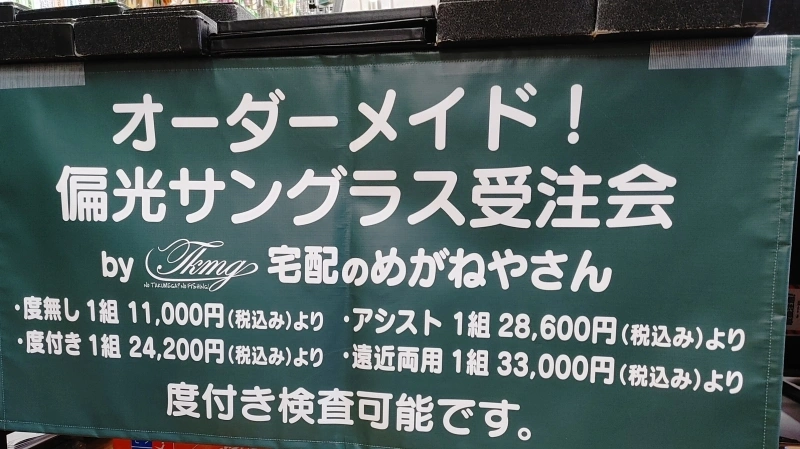 オーダーメイド！
偏光サングラス受注会
by Tkmg 宅配のめがねやさん
NO TAKUMEGA? NO FISHING!
・度無し 1組 11,000円(税込み)より ・アシスト 1組 28,600円(税込み)より
・度付き 1組 24,200円(税込み)より ・遠近両用 1組 33,000円(税込み)より
度付き検査可能です。